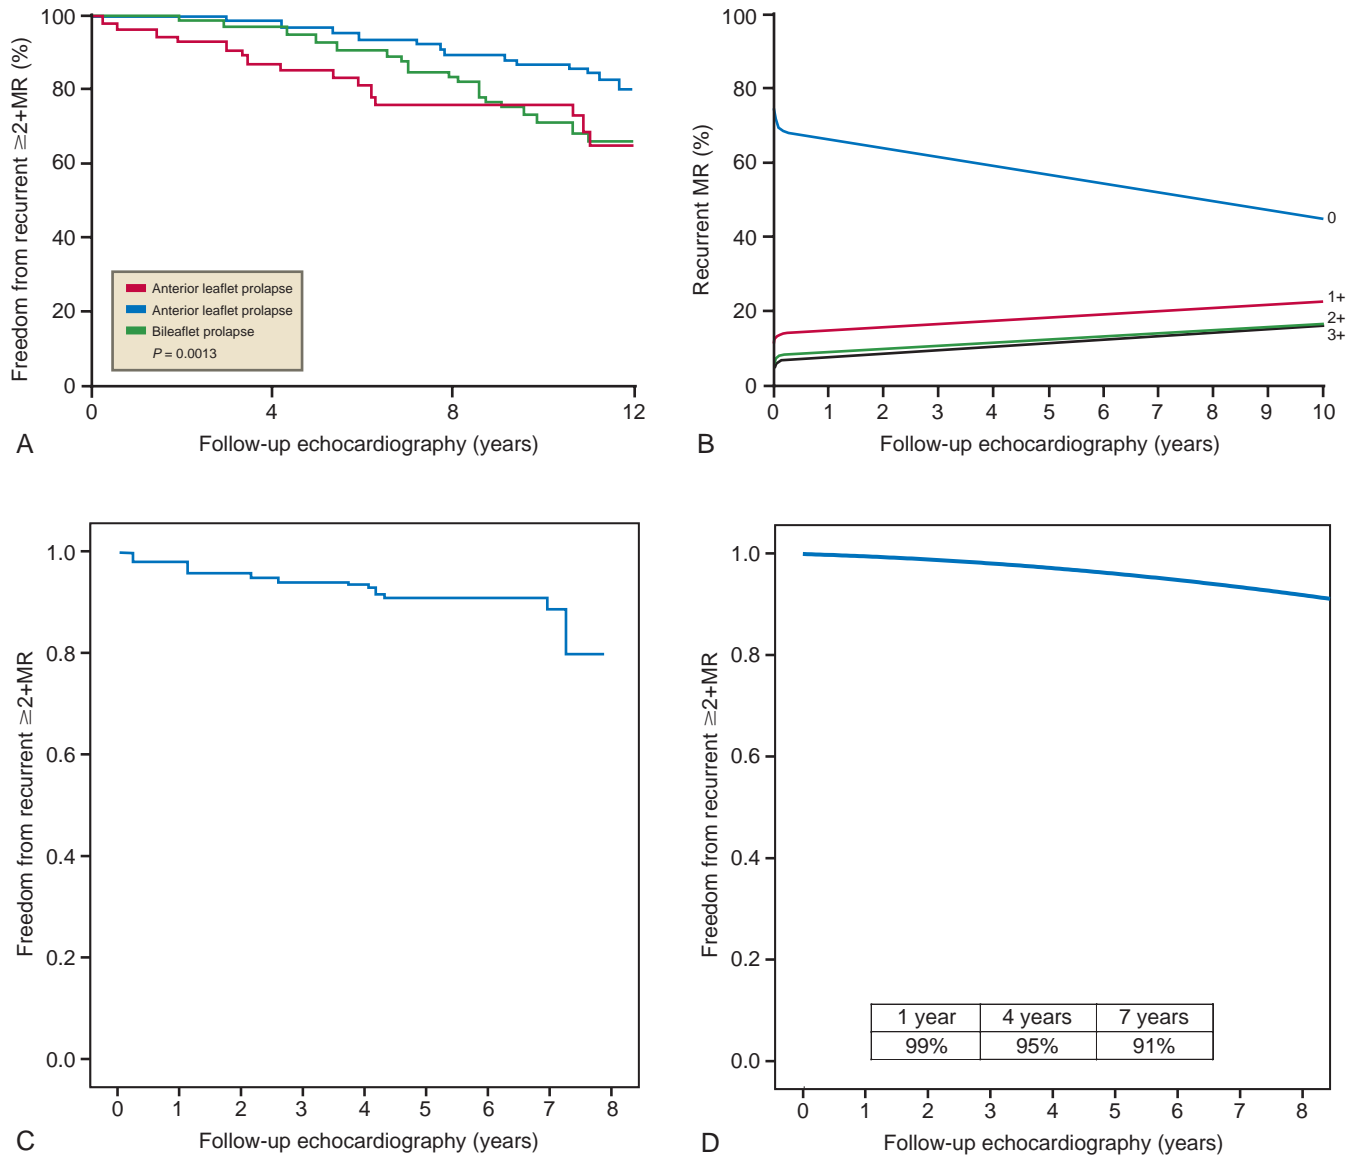 100
80
60
40
20
0
Freedom from recurrent ≥2+MR (%)
Anterior leaflet prolapse
Anterior leaflet prolapse
Bileaflet prolapse
P = 0.0013
0 4 8 12
Follow-up echocardiography (years)
A
100
80
60
40
20
0
Recurrent MR (%)
0
1+
2+
3+
0 1 2 3 4 5 6 7 8 9 10
Follow-up echocardiography (years)
B
1.0
0.8
0.6
0.4
0.2
0.0
Freedom from recurrent ≥2+MR
0 1 2 3 4 5 6 7 8
Follow-up echocardiography (years)
C
1.0
0.8
0.6
0.4
0.2
0.0
Freedom from recurrent ≥2+MR
1 year 4 years 7 years
99% 95% 91%
0 1 2 3 4 5 6 7 8
Follow-up echocardiography (years)
D